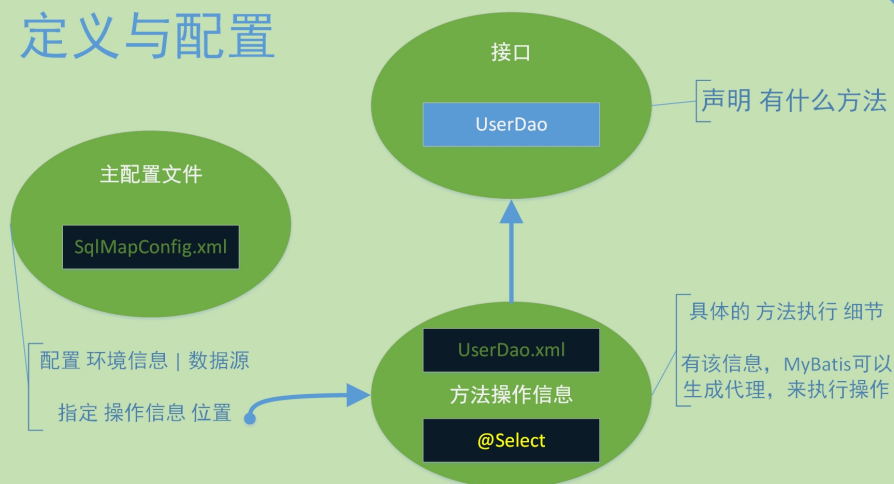 定义与配置
接口
UserDao
声明 有什么方法
主配置文件
SqlMapConfig.xml
配置 环境信息 | 数据源
指定 操作信息 位置
UserDao.xml
方法操作信息
@Select
具体的 方法执行 细节
有该信息，MyBatis可以
生成代理，来执行操作